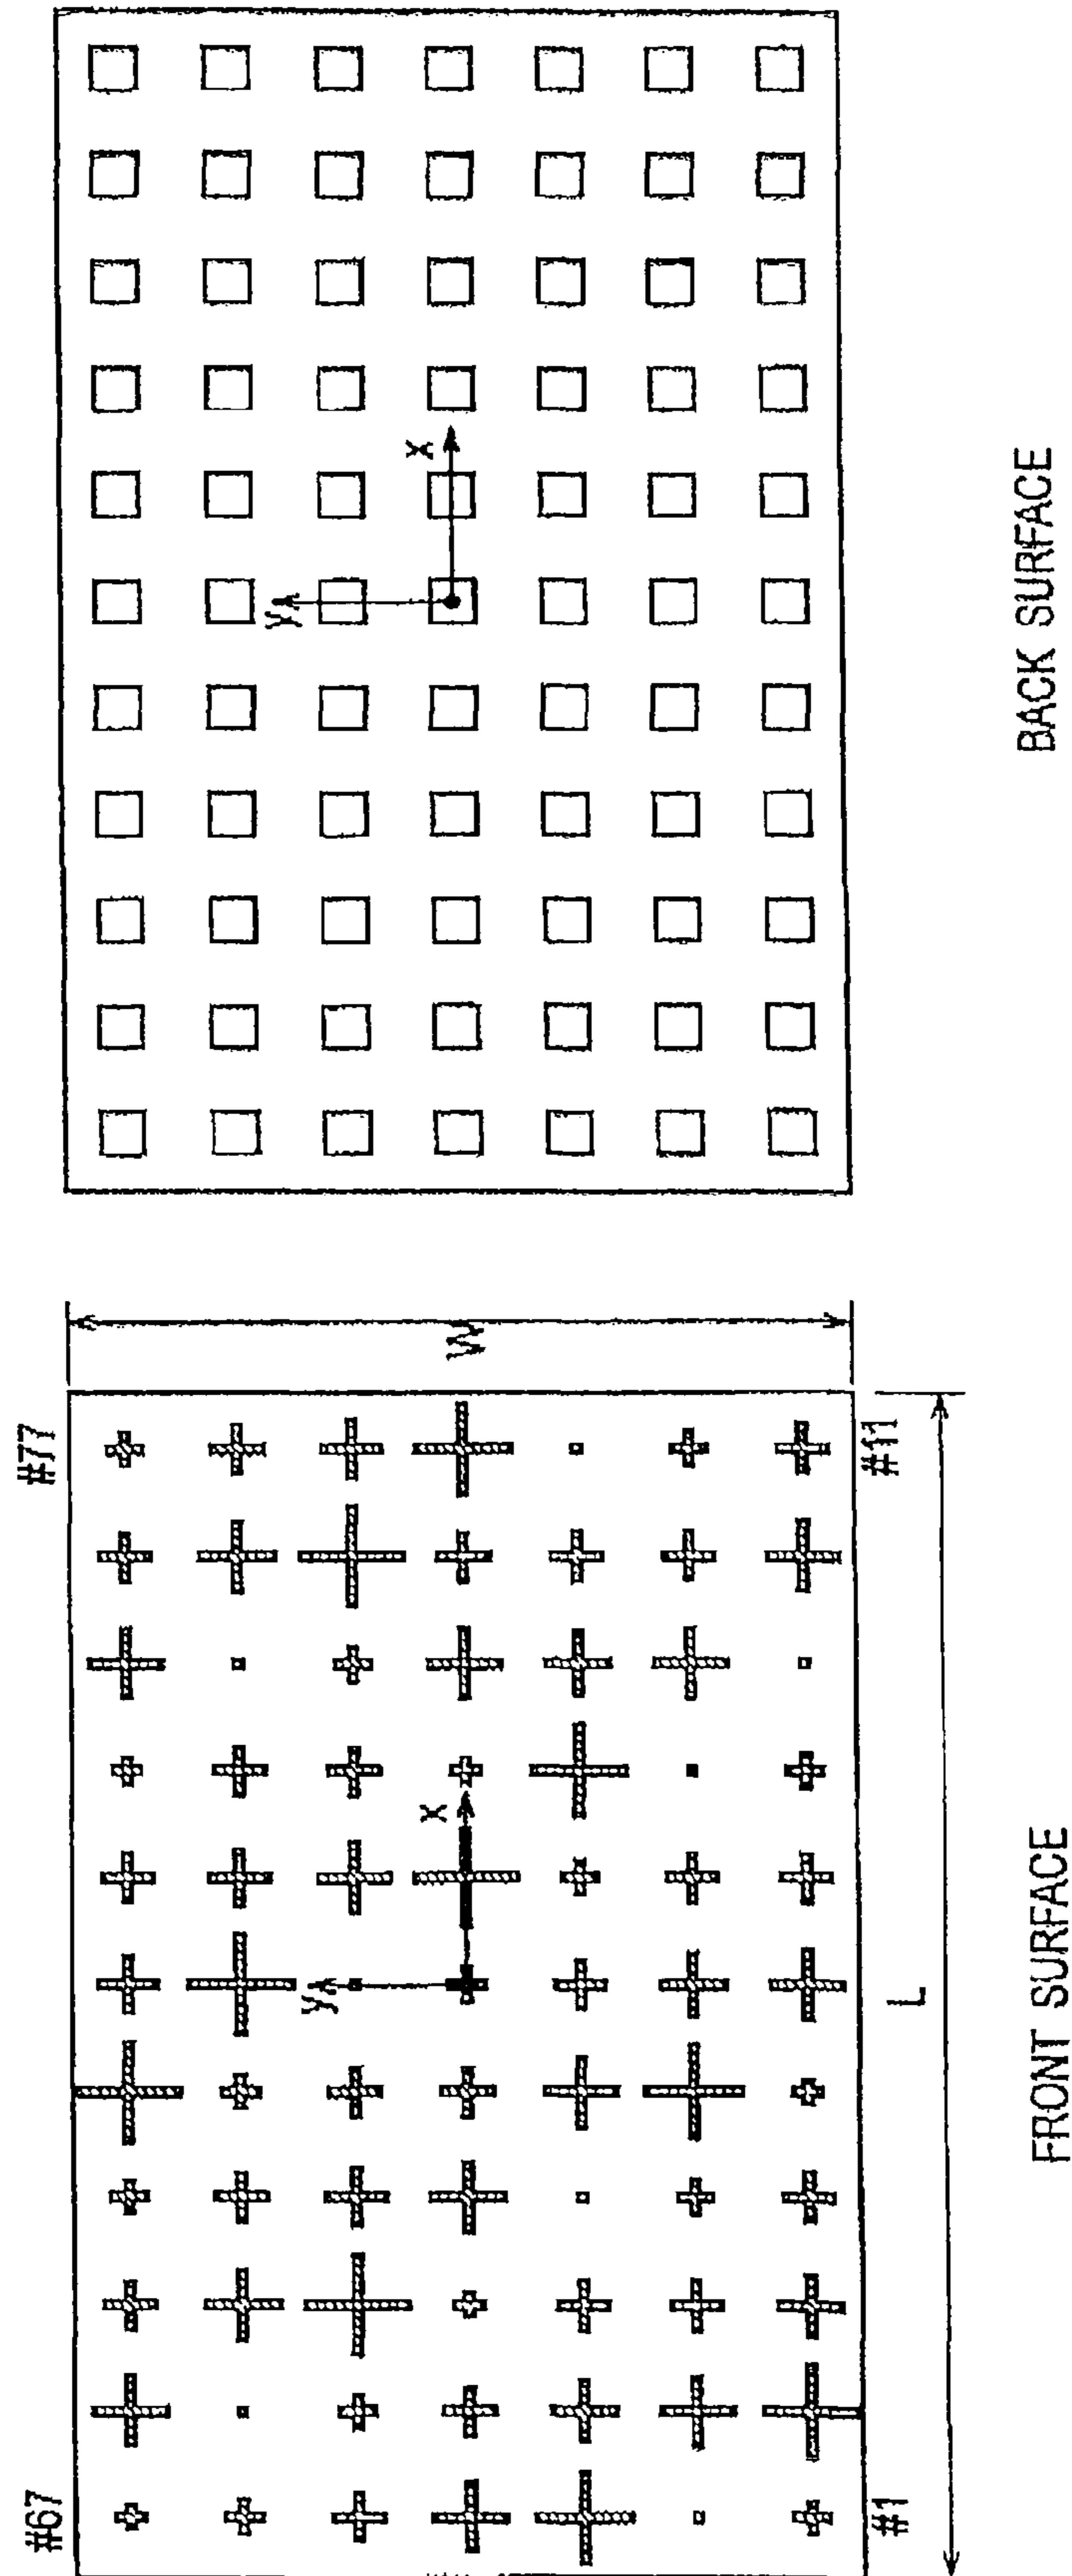 y
x
BACK SURFACE
#77
W
#11
y
x
L
#67
#1
FRONT SURFACE